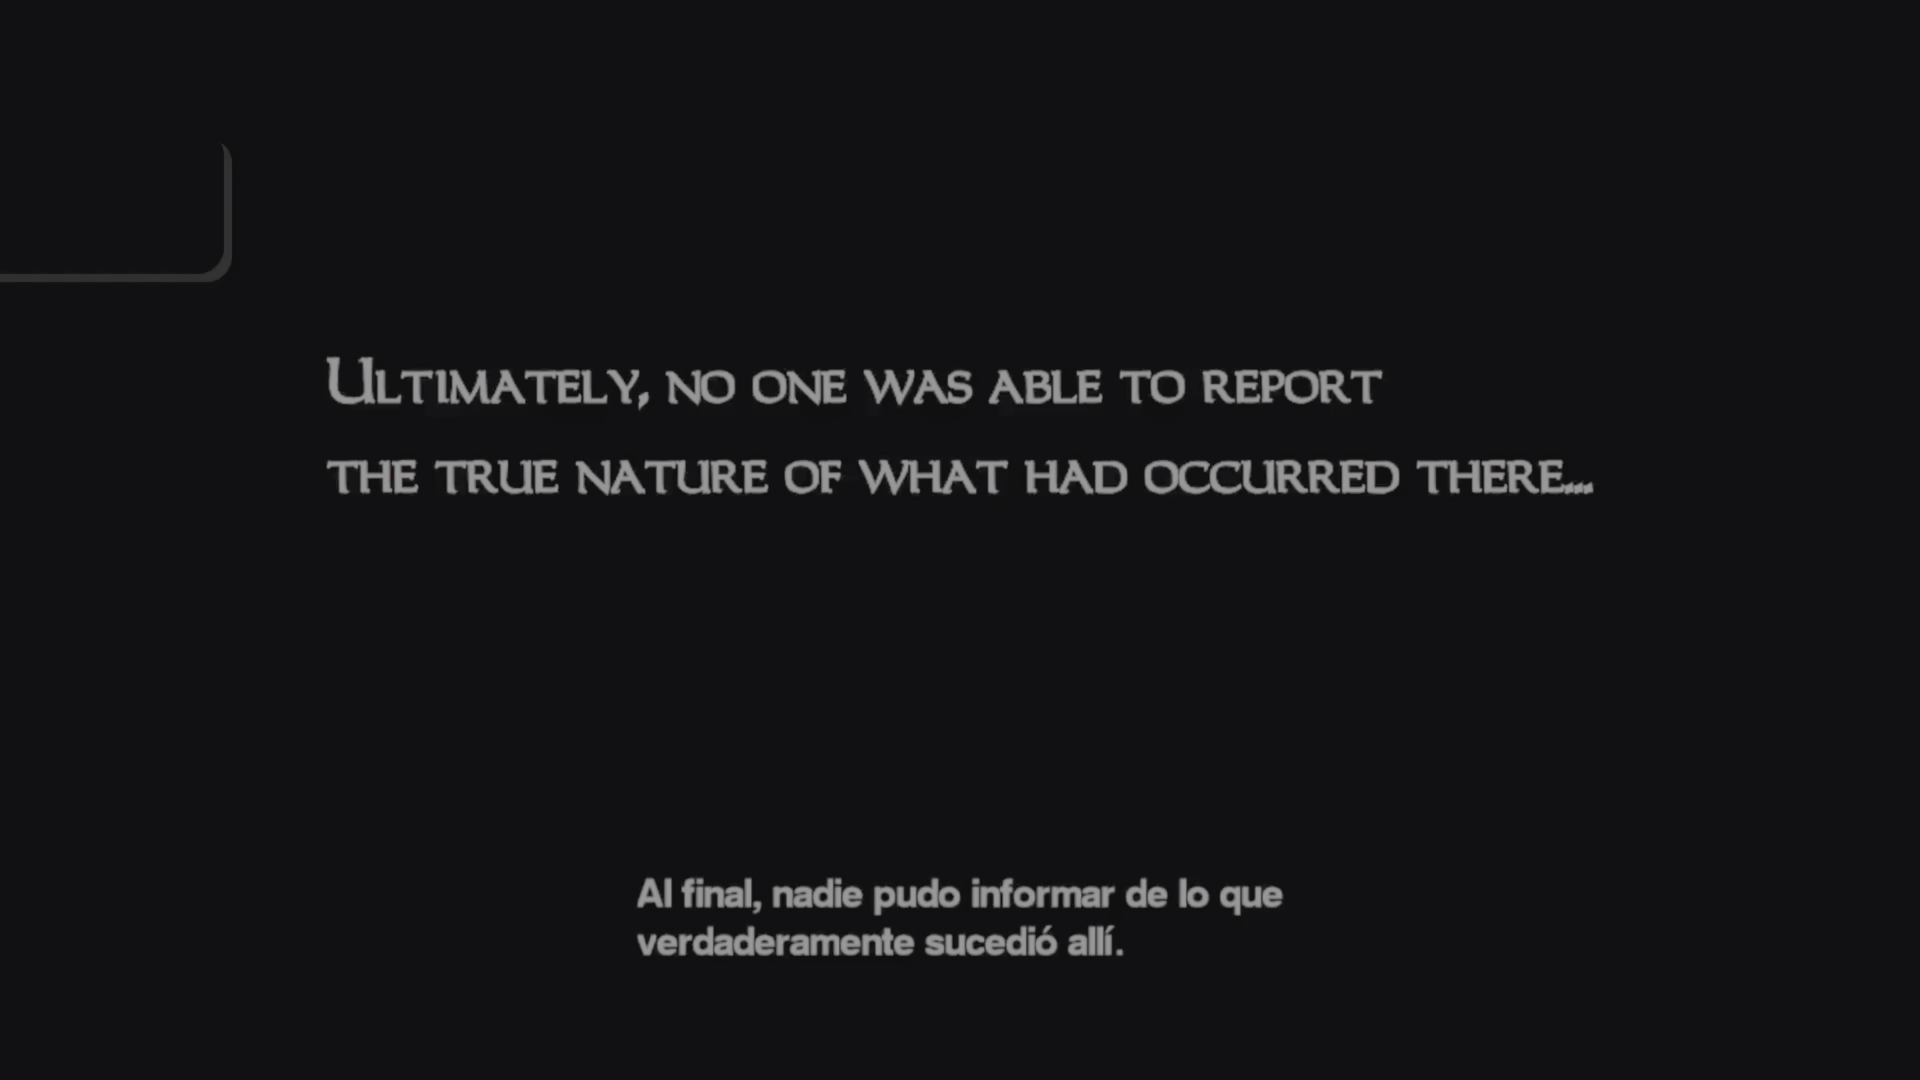 Ultimately, no one was able to report
the true nature of what had occurred there...
Al final, nadie pudo informar de lo que
verdaderamente sucedió allí.